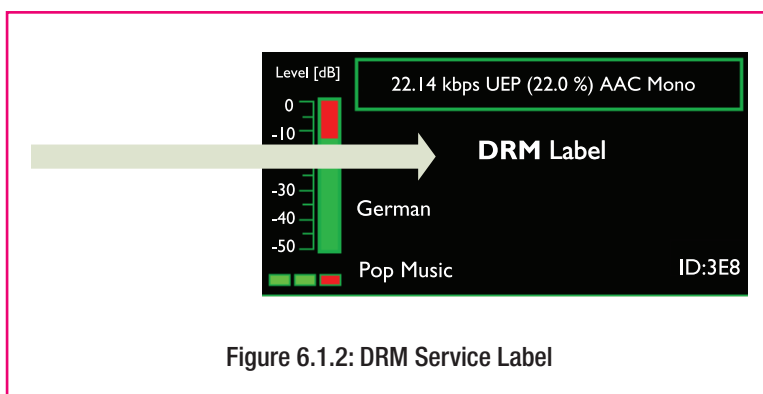 Level [dB]
22.14 kbps UEP (22.0 %) AAC Mono
0
-10
DRM Label
-30
-40
German
-50
Pop Music
ID:3E8
Figure 6.1.2: DRM Service Label